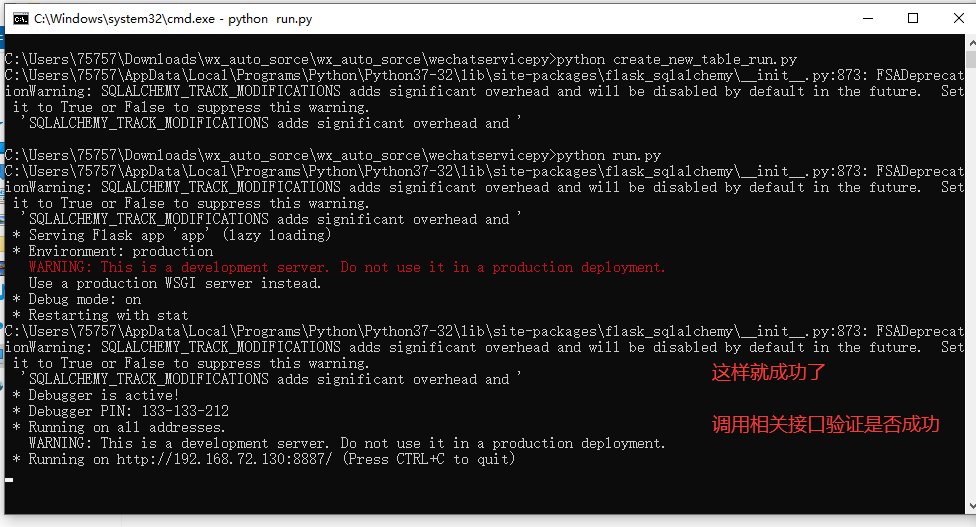 C:\Windows\system32\cmd.exe - python  run.py
C:\Users\75757\Downloads\wx_auto_sorce\wx_auto_sorce\wechatservicepy>python create_new_table_run.py
C:\Users\75757\AppData\Local\Programs\Python\Python37-32\lib\site-packages\flask_sqlalchemy\__init__.py:873: FSADeprecat
ionWarning: SQLALCHEMY_TRACK_MODIFICATIONS adds significant overhead and will be disabled by default in the future.  Set
 it to True or False to suppress this warning.
  'SQLALCHEMY_TRACK_MODIFICATIONS adds significant overhead and '
C:\Users\75757\Downloads\wx_auto_sorce\wx_auto_sorce\wechatservicepy>python run.py
C:\Users\75757\AppData\Local\Programs\Python\Python37-32\lib\site-packages\flask_sqlalchemy\__init__.py:873: FSADeprecat
ionWarning: SQLALCHEMY_TRACK_MODIFICATIONS adds significant overhead and will be disabled by default in the future.  Set
 it to True or False to suppress this warning.
  'SQLALCHEMY_TRACK_MODIFICATIONS adds significant overhead and '
 * Serving Flask app 'app' (lazy loading)
 * Environment: production
   WARNING: This is a development server. Do not use it in a production deployment.
   Use a production WSGI server instead.
 * Debug mode: on
 * Restarting with stat
C:\Users\75757\AppData\Local\Programs\Python\Python37-32\lib\site-packages\flask_sqlalchemy\__init__.py:873: FSADeprecat
ionWarning: SQLALCHEMY_TRACK_MODIFICATIONS adds significant overhead and will be disabled by default in the future.  Set
 it to True or False to suppress this warning.
这样就成功了
  'SQLALCHEMY_TRACK_MODIFICATIONS adds significant overhead and '
 * Debugger is active!
 * Debugger PIN: 133-133-212
 * Running on all addresses.
调用相关接口验证是否成功
   WARNING: This is a development server. Do not use it in a production deployment.
 * Running on http://192.168.72.130:8887/ (Press CTRL+C to quit)